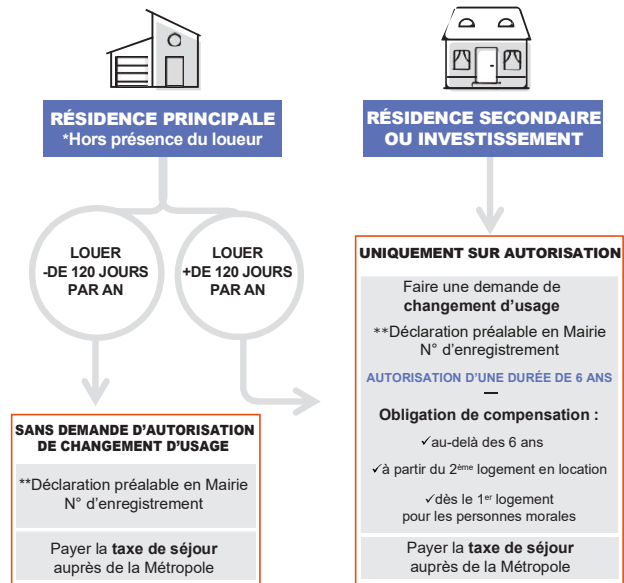 RÉSIDENCE PRINCIPALE
*Hors présence du loueur
LOUER
-DE 120 JOURS
PAR AN
LOUER
+DE 120 JOURS
PAR AN
SANS DEMANDE D'AUTORISATION
DE CHANGEMENT D'USAGE
**Déclaration préalable en Mairie
N° d'enregistrement
Payer la taxe de séjour
auprès de la Métropole
RÉSIDENCE SECONDAIRE
OU INVESTISSEMENT
UNIQUEMENT SUR AUTORISATION
Faire une demande de
changement d'usage
**Déclaration préalable en Mairie
N° d'enregistrement
AUTORISATION D'UNE DURÉE DE 6 ANS
Obligation de compensation :
✓au-delà des 6 ans
✓à partir du 2ème logement en location
✓dès le 1er logement
pour les personnes morales
Payer la taxe de séjour
auprès de la Métropole